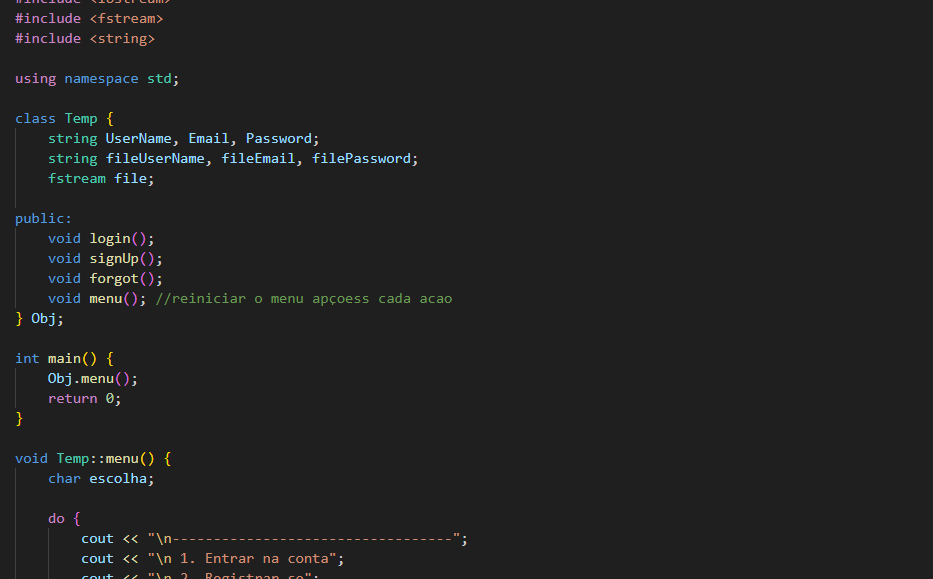 #include <iostream>
#include <fstream>
#include <string>
using namespace std;
class Temp {
string UserName, Email, Password;
string fileUserName, fileEmail, filePassword;
fstream file;
public:
void login();
void signUp();
void forgot();
void menu(); //reiniciar o menu apçoess cada acao
} Obj;
int main() {
Obj.menu();
return 0;
}
void Temp::menu() {
char escolha;
do {
cout << "\n----------------------------------";
cout << "\n 1. Entrar na conta";
cout << "\n 2. Registrar-se";